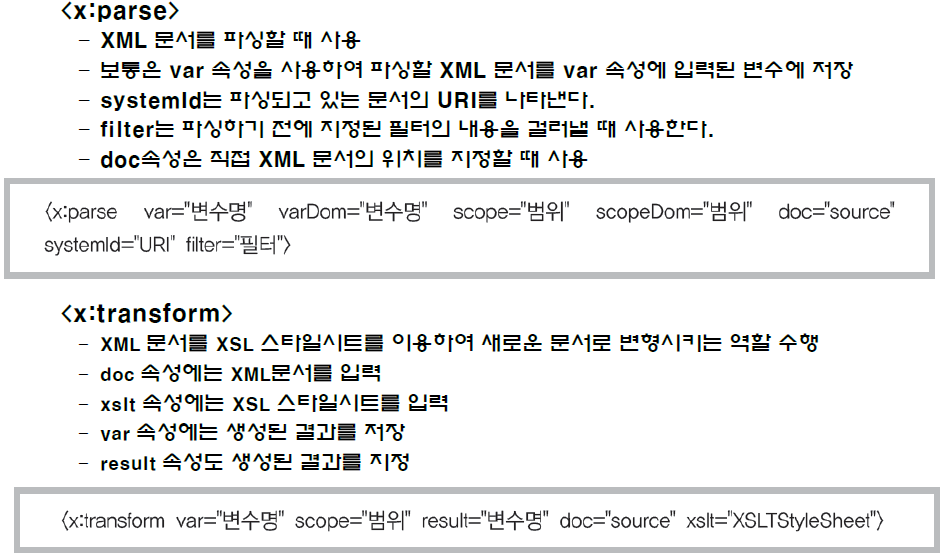 <x:parse>
– XML 문서를 파싱할 때 사용
– 보통은 var 속성을 사용하여 파싱할 XML 문서를 var 속성에 입력된 변수에 저장
– systemId는 파싱되고 있는 문서의 URI를 나타낸다.
– filter는 파싱하기 전에 지정된 필터의 내용을 걸러낼 때 사용한다.
– doc속성은 직접 XML 문서의 위치를 지정할 때 사용
<x:parse var="변수명" varDom="변수명" scope="범위" scopeDom="범위" doc="source"
systemId="URI" filter="필터">
<x:transform>
– XML 문서를 XSL 스타일시트를 이용하여 새로운 문서로 변형시키는 역할 수행
– doc 속성에는 XML문서를 입력
– xslt 속성에는 XSL 스타일시트를 입력
– var 속성에는 생성된 결과를 저장
– result 속성도 생성된 결과를 지정
<x:transform var="변수명" scope="범위" result="변수명" doc="source" xslt="XSLTStyleSheet">